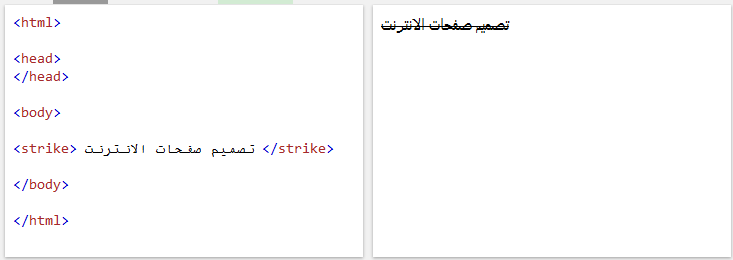 <html>
<head>
</head>
<body>
<strike> تصميم صفحات الانترنت </strike>
</body>
</html>
تصميم صفحات الانترنت